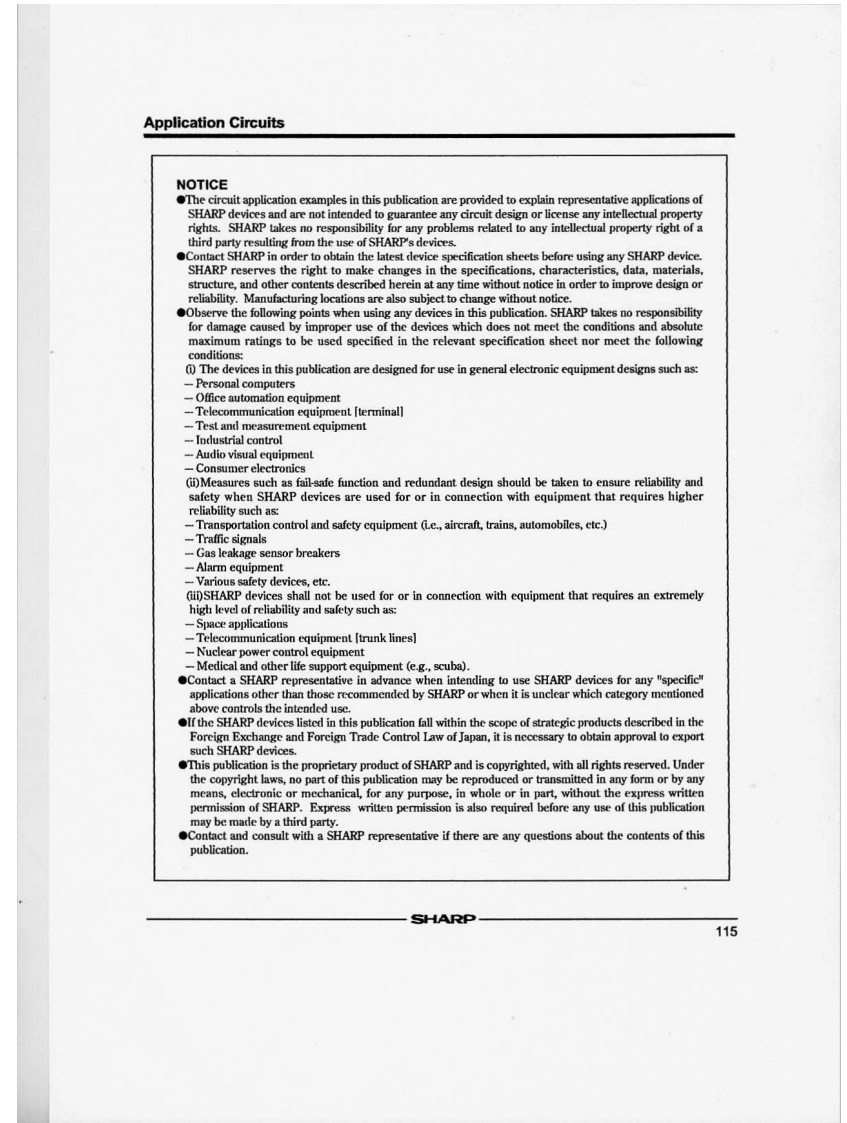 Application Circuits
NOTICE
●The circuit application examples in this publication are provided to explain representative applications of
SHARP devices and are not intended to guarantee any circuit design or license any intellectual property
rights. SHARP takes no responsibility for any problems related to any intellectual property right of a
third party resulting from the use of SHARP's devices.
●Contact SHARP in order to obtain the latest device specification sheets before using any SHARP device.
SHARP reserves the right to make changes in the specifications, characteristics, data, materials,
structure, and other contents described herein at any time without notice in order to improve design or
reliability. Manufacturing locations are also subject to change without notice.
●Observe the following points when using any devices in this publication. SHARP takes no responsibility
for damage caused by improper use of the devices which does not meet the conditions and absolute
maximum ratings to be used specified in the relevant specification sheet nor meet the following
conditions:
(i) The devices in this publication are designed for use in general electronic equipment designs such as:
— Personal computers
— Office automation equipment
— Telecommunication equipment [terminal]
— Test and measurement equipment
— Industrial control
— Audio visual equipment
— Consumer electronics
(ii)Measures such as fail-safe function and redundant design should be taken to ensure reliability and
safety when SHARP devices are used for or in connection with equipment that requires higher
reliability such as:
— Transportation control and safety equipment (i.e., aircraft, trains, automobiles, etc.)
— Traffic signals
— Gas leakage sensor breakers
— Alarm equipment
— Various safety devices, etc.
(iii)SHARP devices shall not be used for or in connection with equipment that requires an extremely
high level of reliability and safety such as:
— Space applications
— Telecommunication equipment [trunk lines]
— Nuclear power control equipment
— Medical and other life support equipment (e.g., scuba).
●Contact a SHARP representative in advance when intending to use SHARP devices for any "specific"
applications other than those recommended by SHARP or when it is unclear which category mentioned
above controls the intended use.
●If the SHARP devices listed in this publication fall within the scope of strategic products described in the
Foreign Exchange and Foreign Trade Control Law of Japan, it is necessary to obtain approval to export
such SHARP devices.
●This publication is the proprietary product of SHARP and is copyrighted, with all rights reserved. Under
the copyright laws, no part of this publication may be reproduced or transmitted in any form or by any
means, electronic or mechanical, for any purpose, in whole or in part, without the express written
permission of SHARP. Express written permission is also required before any use of this publication
may be made by a third party.
●Contact and consult with a SHARP representative if there are any questions about the contents of this
publication.
SHARP
115